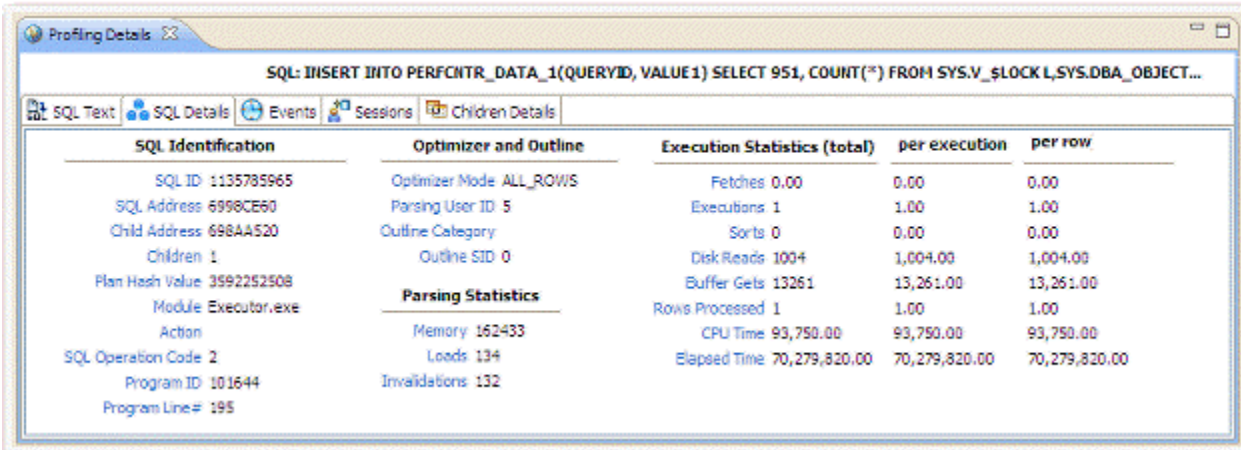 Profiling Details
SQL: INSERT INTO PERFCNTR_DATA_1(QUERYID, VALUE1) SELECT 951, COUNT(*) FROM SYS.V_$LOCK L,SYS.DBA_OBJECT...
SQL Text SQL Details Events Sessions Children Details
SQL Identification
SQL ID 1135785965
SQL Address 6998CE60
Child Address 698AA520
Children 1
Plan Hash Value 3592252508
Module Executor.exe
Action
SQL Operation Code 2
Program ID 101644
Program Line# 195
Optimizer and Outline
Optimizer Mode ALL_ROWS
Parsing User ID 5
Outline Category
Outline SID 0
Parsing Statistics
Memory 162433
Loads 134
Invalidations 132
Execution Statistics (total) per execution per row
Fetches 0.00 0.00 0.00
Executions 1 1.00 1.00
Sorts 0 0.00 0.00
Disk Reads 1004 1,004.00 1,004.00
Buffer Gets 13261 13,261.00 13,261.00
Rows Processed 1 1.00 1.00
CPU Time 93,750.00 93,750.00 93,750.00
Elapsed Time 70,279,820.00 70,279,820.00 70,279,820.00